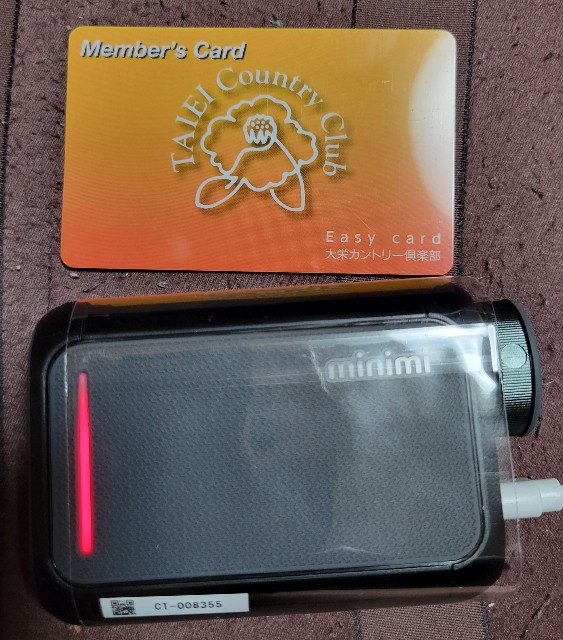 Member's Card
TAIEI Country Club
Easy card
大栄カントリー倶楽部
minimi
CT-008355